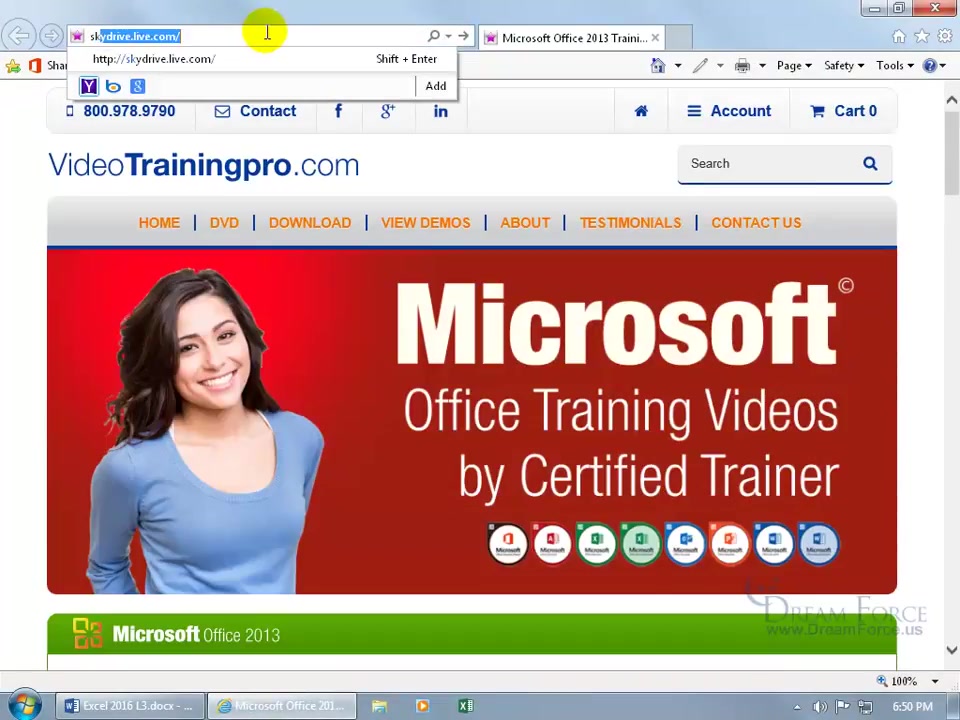 skydrive.live.com/
Microsoft Office 2013 Traini...
http://skydrive.live.com/ Shift + Enter
Add
Shar
Page Safety Tools
800.978.9790 Contact Account Cart 0
VideoTrainingpro.com
Search
HOME DVD DOWNLOAD VIEW DEMOS ABOUT TESTIMONIALS CONTACT US
Microsoft©
Office Training Videos
by Certified Trainer
DREAM FORCE
www.DreamForce.us
Microsoft Office 2013
100%
Excel 2016 L3.docx - ... Microsoft Office 201... 6:50 PM